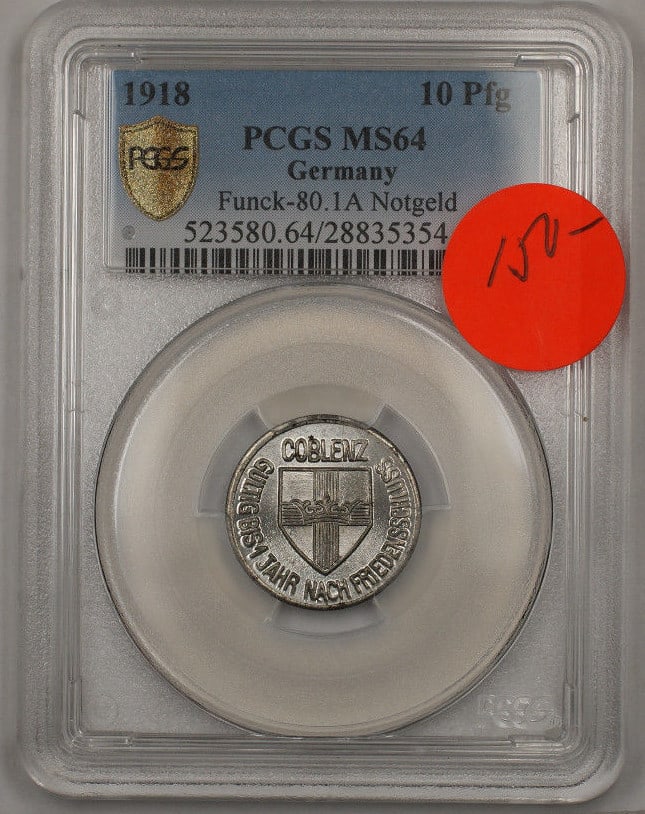 1918 10 Pfg
PCGS
PCGS MS64
Germany
Funck-80.1A Notgeld
523580.64/28835354
150-
COBLENZ
GÜLTIG BIS 1 JAHR NACH FRIEDENSSCHLUSS
PCGS